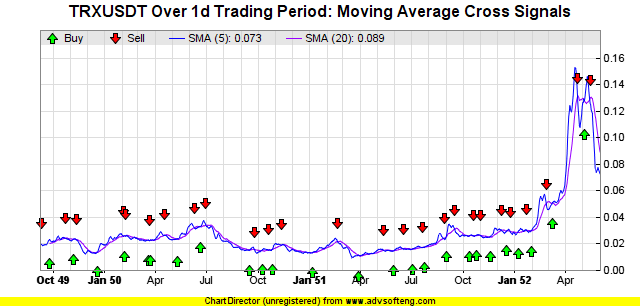 TRXUSDT Over 1d Trading Period: Moving Average Cross Signals
Buy Sell SMA (5): 0.073 SMA (20): 0.089
0.16
0.14
0.12
0.10
0.08
0.06
0.04
0.02
0.00
Oct 49 Jan 50 Apr Jul Oct Jan 51 Apr Jul Oct Jan 52 Apr
ChartDirector (unregistered) from www.advsofteng.com